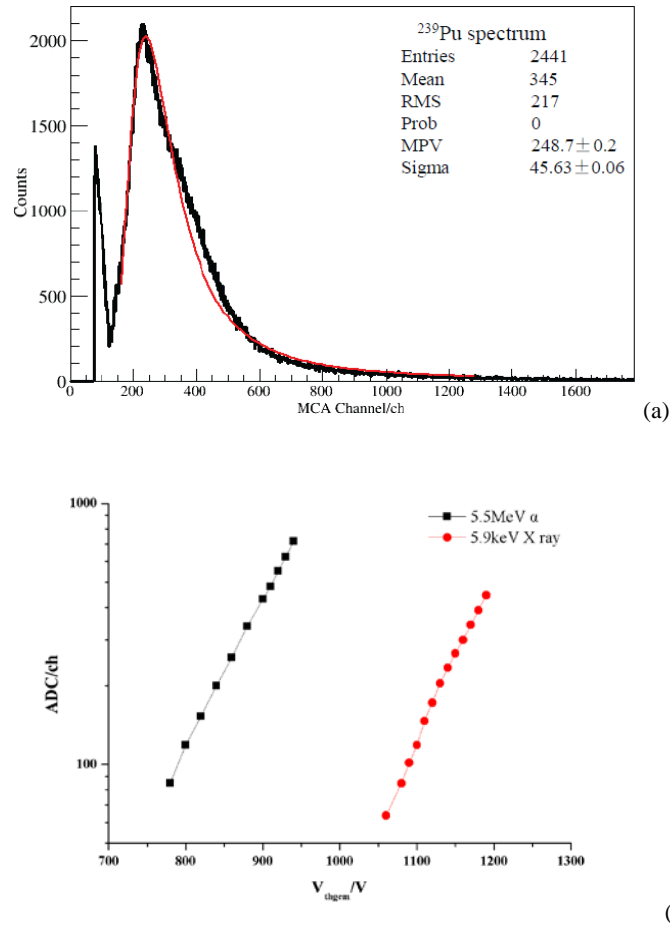 ²³⁹Pu spectrum
Entries 2441
Mean 345
RMS 217
Prob 0
MPV 248.7±0.2
Sigma 45.63±0.06
2000
1500
1000
500
0
Counts
0 200 400 600 800 1000 1200 1400 1600
MCA Channel/ch
(a)
1000
100
ADC/ch
5.5MeV α
5.9keV X ray
700 800 900 1000 1100 1200 1300
V_thgem/V
(